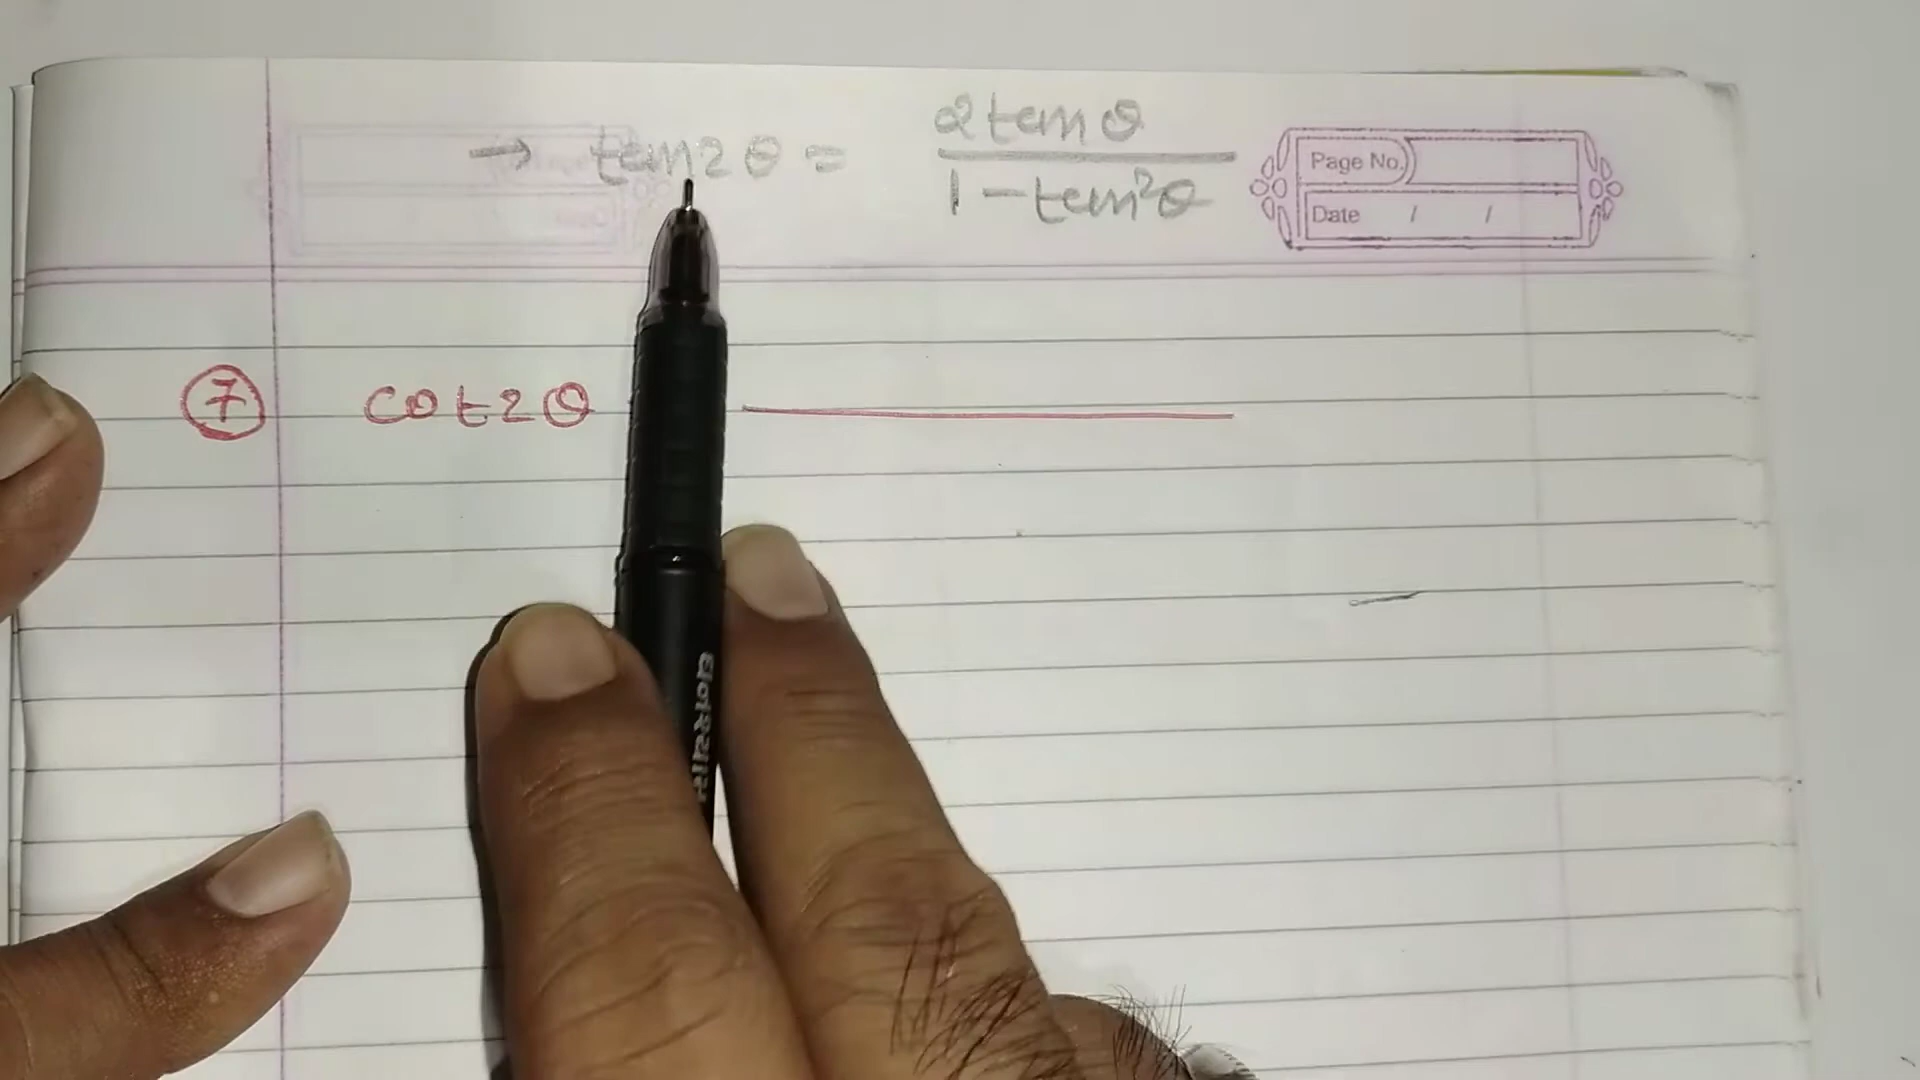 → tan2θ = 2tanθ / 1-tan²θ
Page No.
Date / /
7 cot2θ